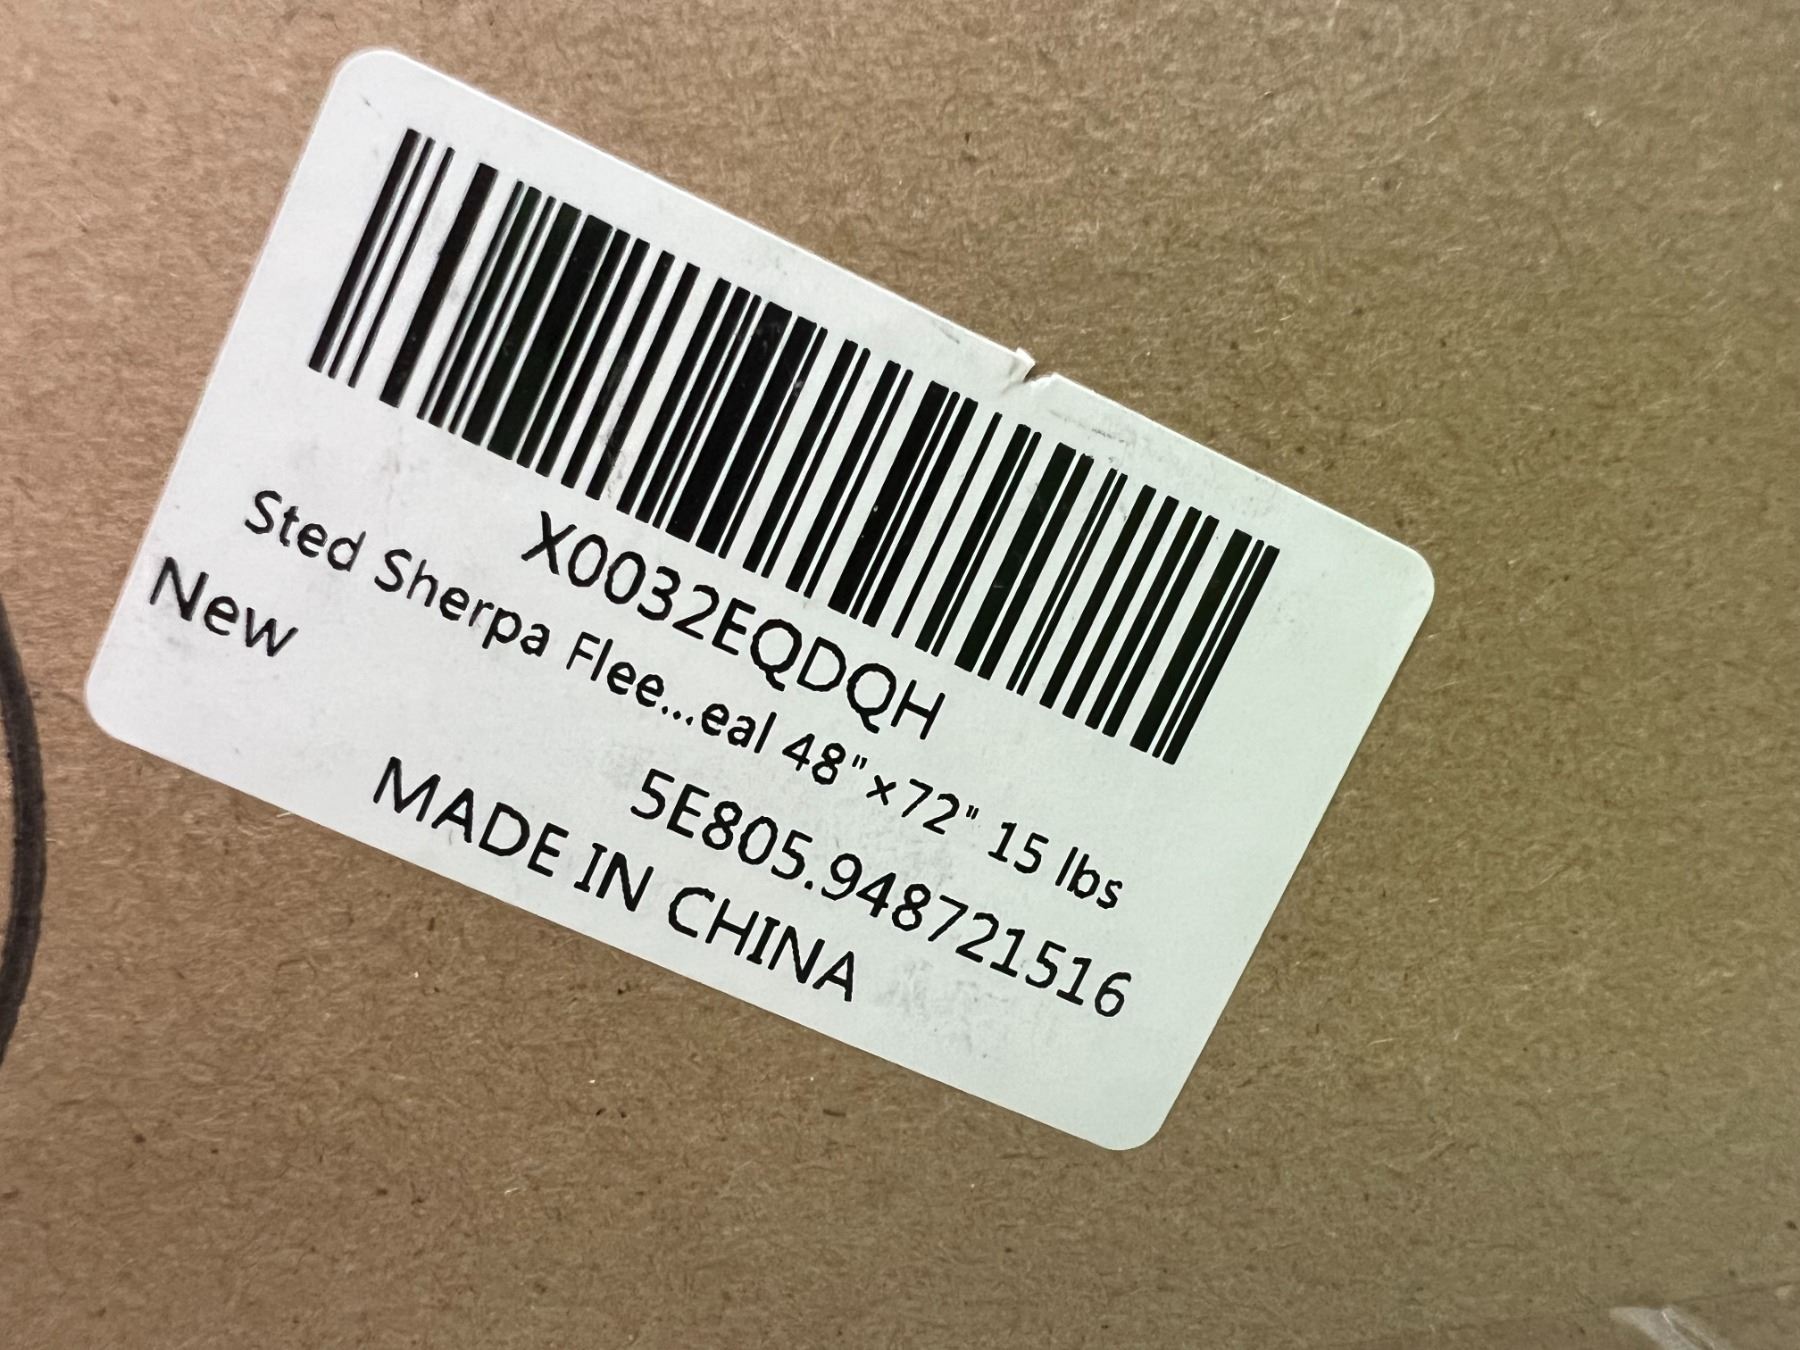 X0032EQDQH
Sted Sherpa Flee...eal 48"×72" 15 lbs
New
5E805.948721516
MADE IN CHINA